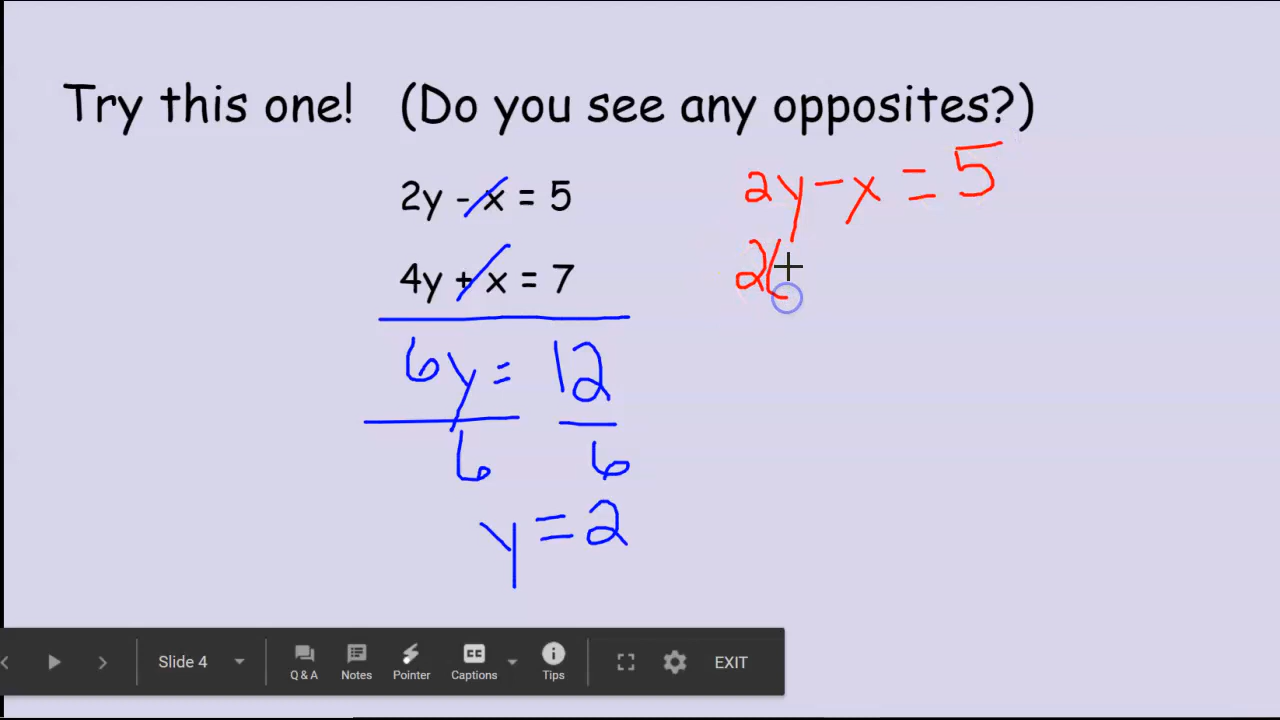 Try this one! (Do you see any opposites?)
2y - x = 5
4y + x = 7
6y = 12
6 6
y = 2
2y - x = 5
2(
Slide 4
Q & A
Notes
Pointer
CC
Captions
Tips
EXIT